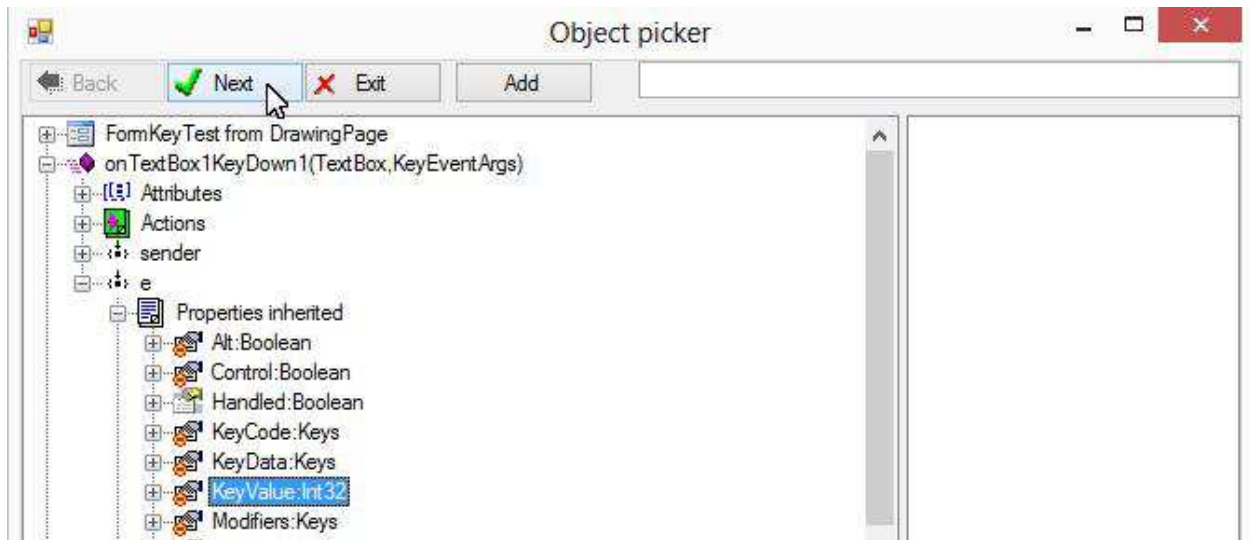 Object picker
Back Next Exit Add
FormKeyTest from DrawingPage
onTextBox1KeyDown1(TextBox,KeyEventArgs)
Attributes
Actions
sender
e
Properties inherited
Alt:Boolean
Control:Boolean
Handled:Boolean
KeyCode:Keys
KeyData:Keys
KeyValue:Int32
Modifiers:Keys